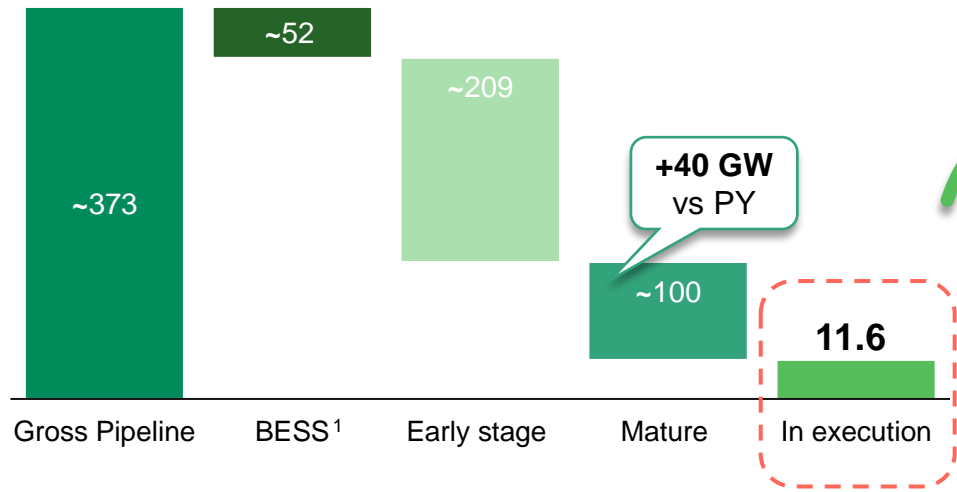 ~52
~209
+40 GW
vs PY
~373
~100
11.6
Gross Pipeline
BESS¹
Early stage
Mature
In execution